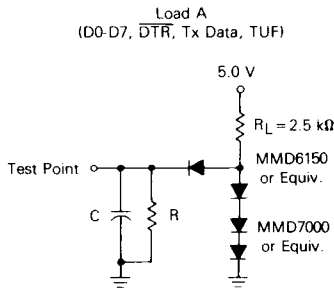 Load A
(D0-D7, DTR, Tx Data, TUF)
5.0 V
RL = 2.5 kΩ
Test Point
MMD6150
or Equiv.
C
R
MMD7000
or Equiv.